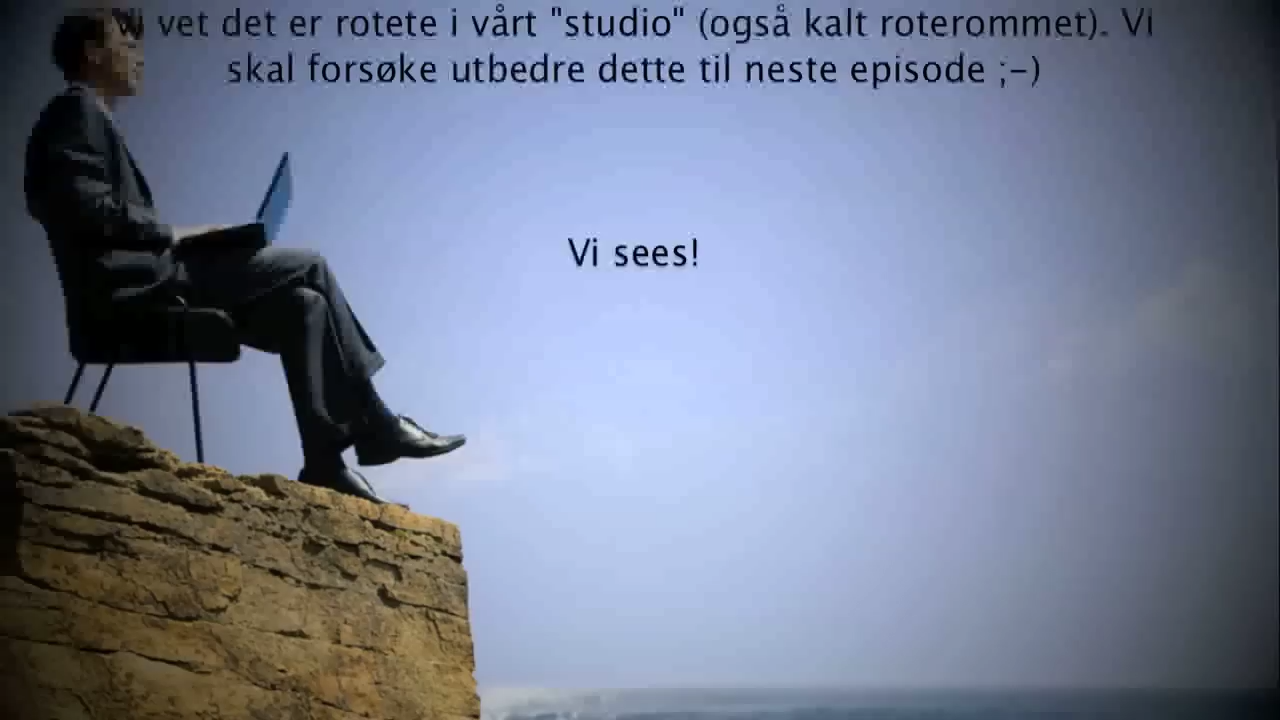 Vi vet det er rotete i vårt "studio" (også kalt roterommet). Vi
skal forsøke utbedre dette til neste episode ;-)
Vi sees!